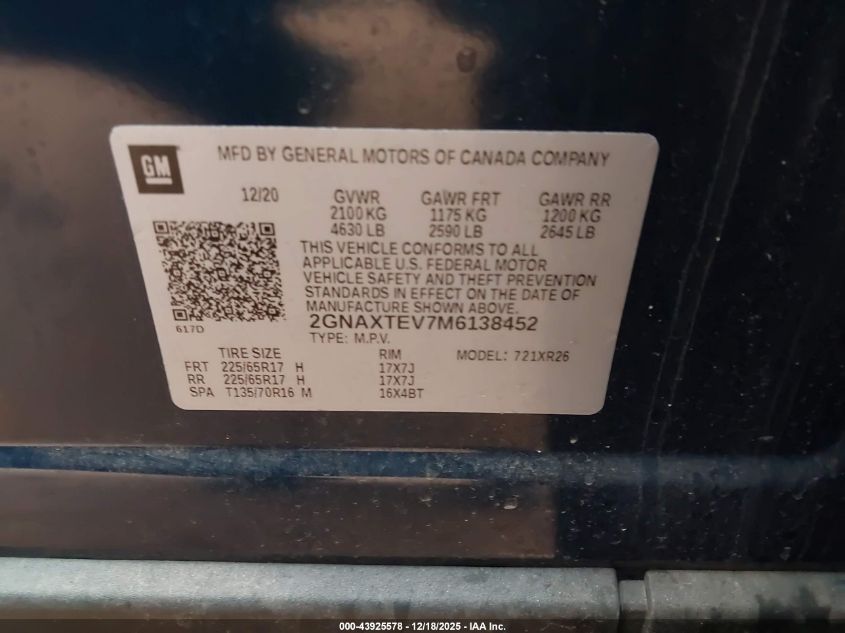 GM
MFD BY GENERAL MOTORS OF CANADA COMPANY
12/20 GVWR GAWR FRT GAWR RR
2100 KG 1175 KG 1200 KG
4630 LB 2590 LB 2645 LB
THIS VEHICLE CONFORMS TO ALL
APPLICABLE U.S. FEDERAL MOTOR
VEHICLE SAFETY AND THEFT PREVENTION
STANDARDS IN EFFECT ON THE DATE OF
MANUFACTURE SHOWN ABOVE.
617D 2GNAXTEV7M6138452
TYPE: M.P.V.
TIRE SIZE RIM MODEL: 721XR26
FRT 225/65R17 H 17X7J
RR 225/65R17 H 17X7J
SPA T135/70R16 M 16X4BT
000-43925578 - 12/18/2025 - IAA Inc.